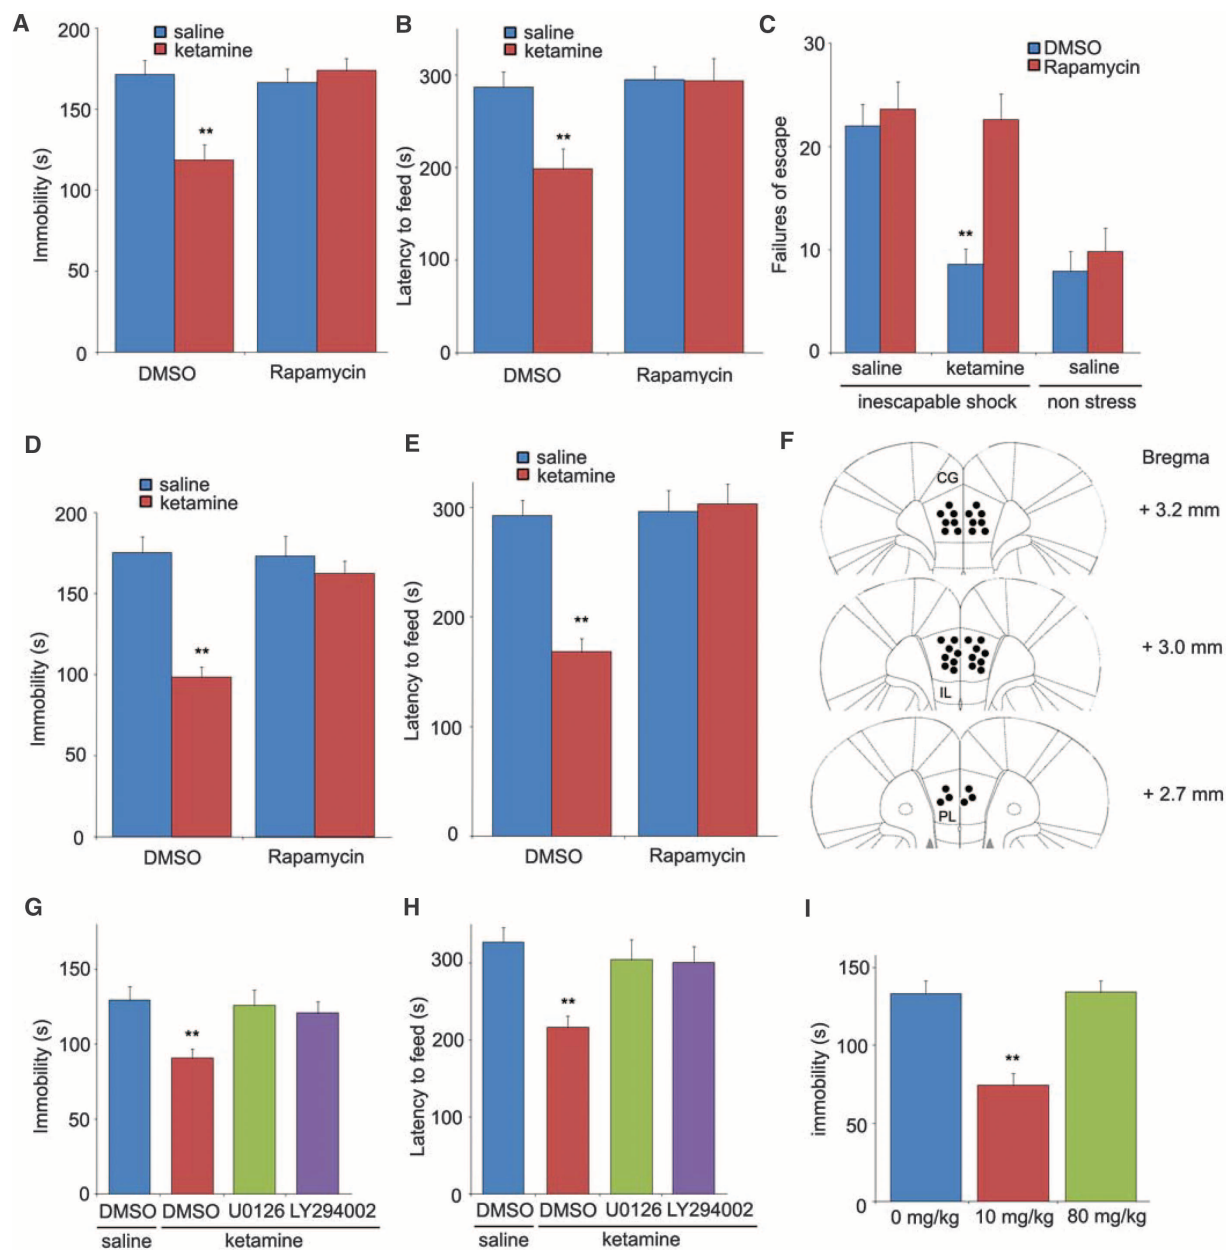 A
saline
ketamine
Immobility (s)
200
150
100
50
0
**
DMSO
Rapamycin
B
saline
ketamine
Latency to feed (s)
300
200
100
0
**
DMSO
Rapamycin
C
DMSO
Rapamycin
Failures of escape
30
20
10
0
**
saline
ketamine
saline
inescapable shock
non stress
D
saline
ketamine
Immobility (s)
200
150
100
50
0
**
DMSO
Rapamycin
E
saline
ketamine
Latency to feed (s)
300
200
100
0
**
DMSO
Rapamycin
F
Bregma
CG
+ 3.2 mm
IL
+ 3.0 mm
PL
+ 2.7 mm
G
Immobility (s)
150
100
50
0
**
DMSO DMSO U0126 LY294002
saline ketamine
H
Latency to feed (s)
300
200
100
0
**
DMSO DMSO U0126 LY294002
saline ketamine
I
immobility (s)
150
100
50
0
**
0 mg/kg 10 mg/kg 80 mg/kg